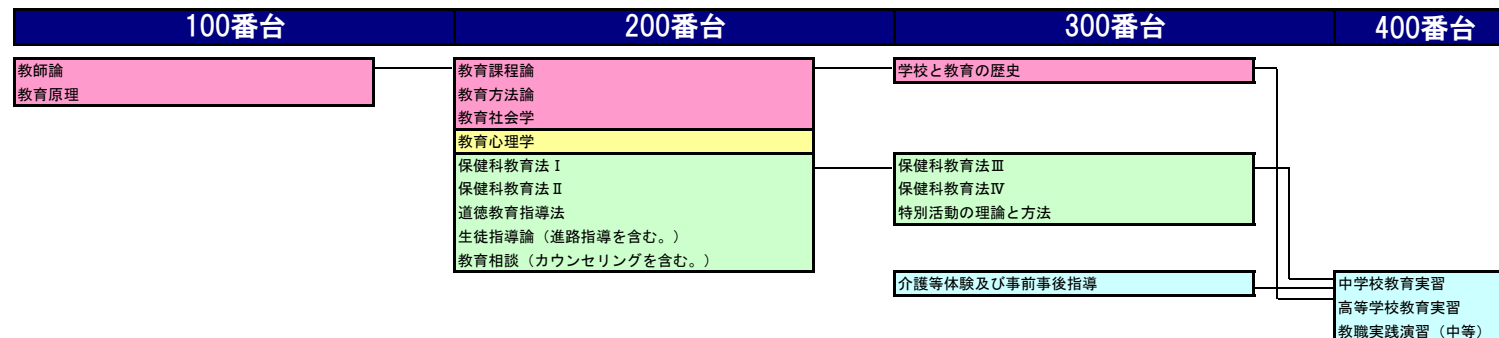 100番台
200番台
300番台
400番台
教師論
教育原理
教育課程論
教育方法論
教育社会学
教育心理学
保健科教育法Ⅰ
保健科教育法Ⅱ
道徳教育指導法
生徒指導論（進路指導を含む。）
教育相談（カウンセリングを含む。）
学校と教育の歴史
保健科教育法Ⅲ
保健科教育法Ⅳ
特別活動の理論と方法
介護等体験及び事前事後指導
中学校教育実習
高等学校教育実習
教職実践演習（中等）